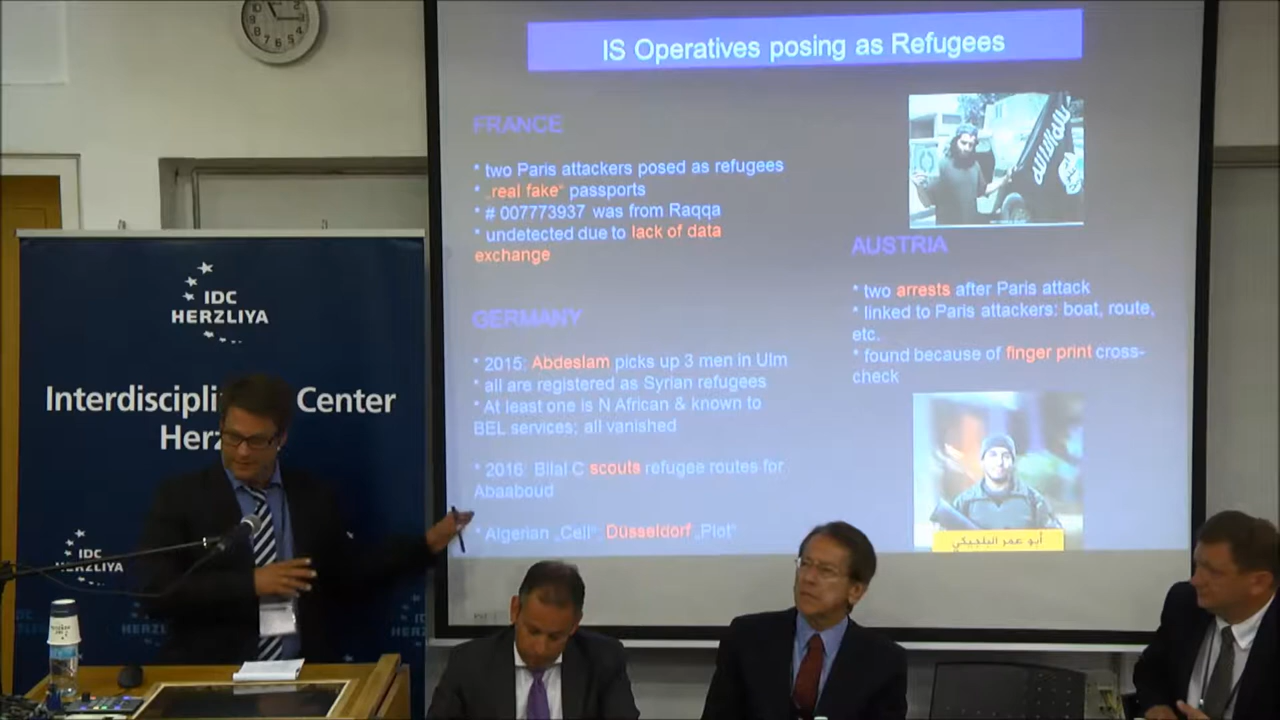 IS Operatives posing as Refugees
FRANCE
* two Paris attackers posed as refugees
* „real fake“ passports
* # 007773937 was from Raqqa
* undetected due to lack of data
exchange
GERMANY
* 2015: Abdeslam picks up 3 men in Ulm
* all are registered as Syrian refugees
* At least one is N African & known to
BEL services; all vanished
* 2016: Bilal C scouts refugee routes for
Abaaboud
* Algerian „Cell“: Düsseldorf „Plot“
AUSTRIA
* two arrests after Paris attack
* linked to Paris attackers: boat, route,
etc.
* found because of finger print cross-
check
أبو عمر البلجيكي
IDC
HERZLIYA
Center
IDC
HERZLIYA
IDC